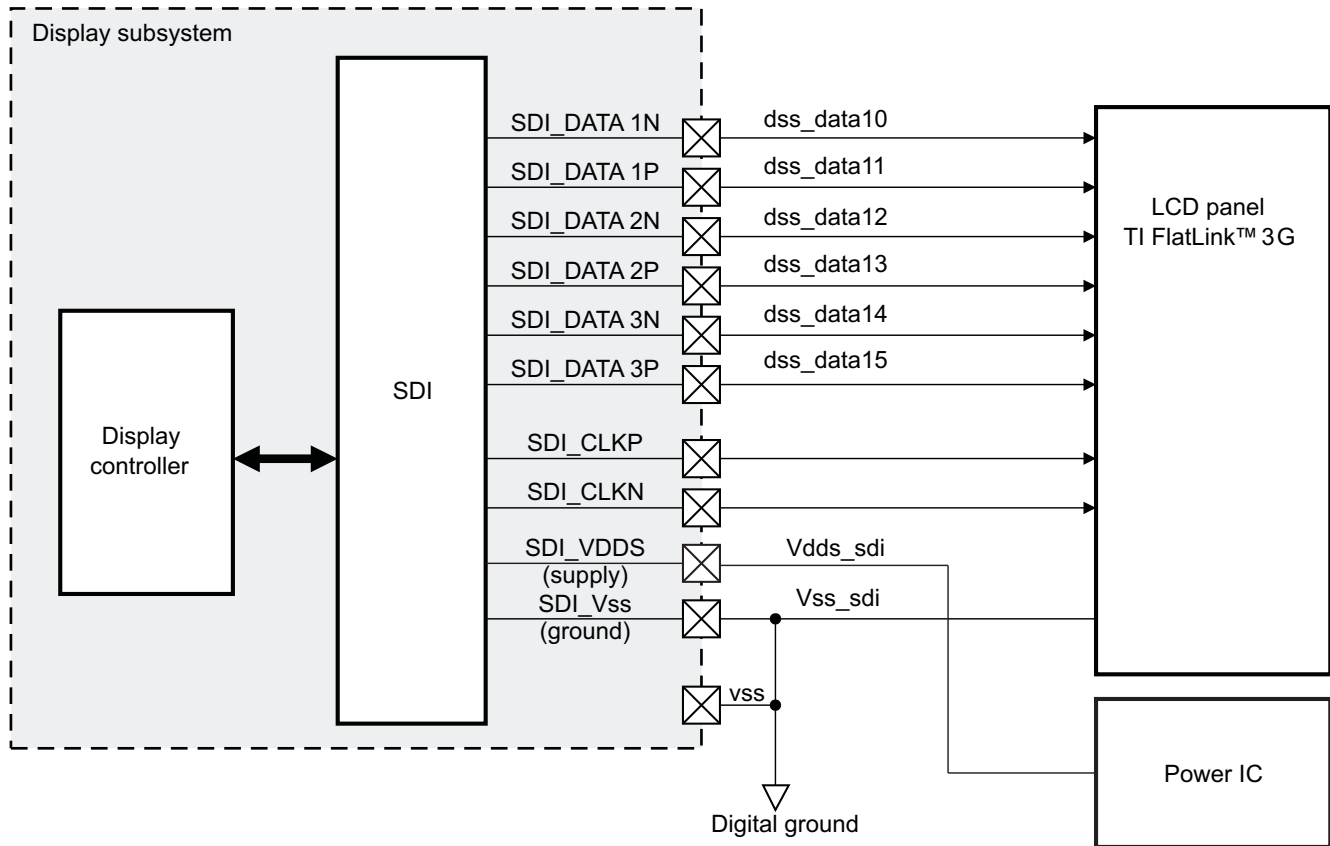 Display subsystem
SDI_DATA 1N
dss_data10
SDI_DATA 1P
dss_data11
SDI_DATA 2N
dss_data12
SDI_DATA 2P
dss_data13
SDI_DATA 3N
dss_data14
SDI_DATA 3P
dss_data15
SDI_CLKP
SDI_CLKN
SDI_VDDS
(supply)
Vdds_sdi
SDI_Vss
(ground)
Vss_sdi
vss
Digital ground
Display
controller
SDI
LCD panel
TI FlatLink™ 3G
Power IC